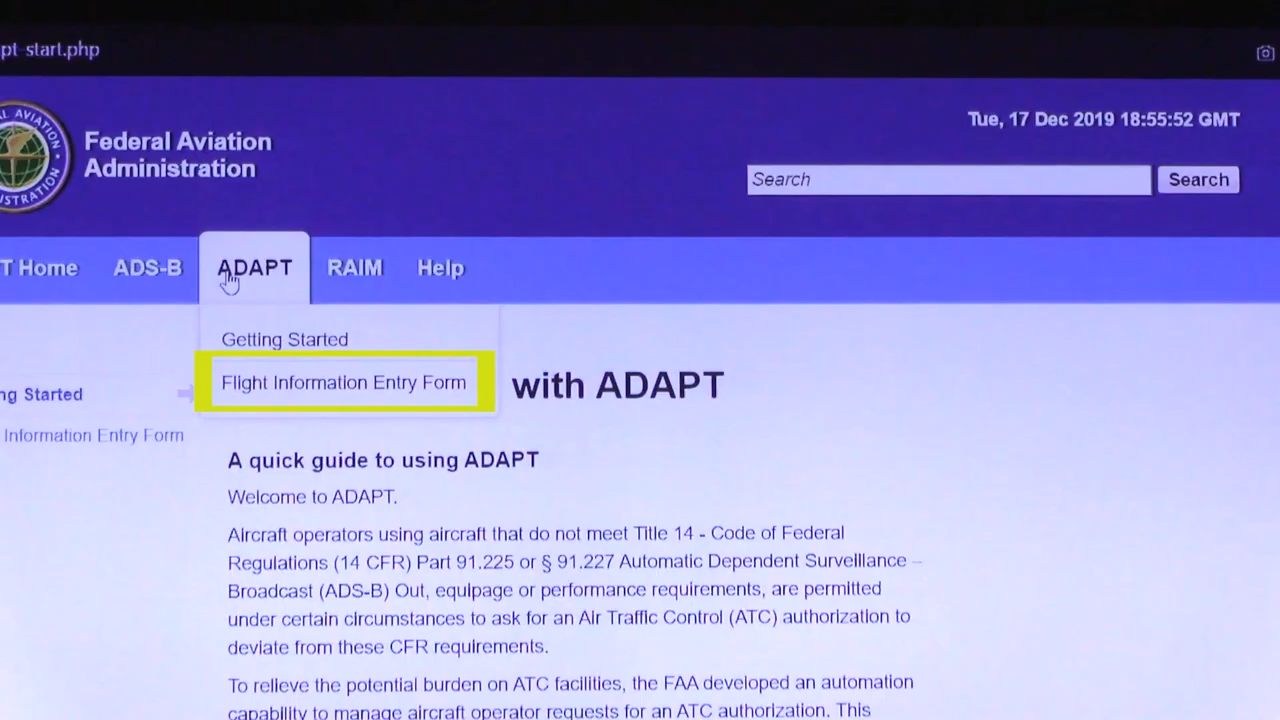 pt-start.php
Tue, 17 Dec 2019 18:55:52 GMT
Federal Aviation
Administration
Search
Search
T Home
ADS-B
ADAPT
RAIM
Help
Getting Started
Flight Information Entry Form
ng Started
Information Entry Form
with ADAPT
A quick guide to using ADAPT
Welcome to ADAPT.
Aircraft operators using aircraft that do not meet Title 14 - Code of Federal
Regulations (14 CFR) Part 91.225 or § 91.227 Automatic Dependent Surveillance –
Broadcast (ADS-B) Out, equipage or performance requirements, are permitted
under certain circumstances to ask for an Air Traffic Control (ATC) authorization to
deviate from these CFR requirements.
To relieve the potential burden on ATC facilities, the FAA developed an automation
capability to manage aircraft operator requests for an ATC authorization. This